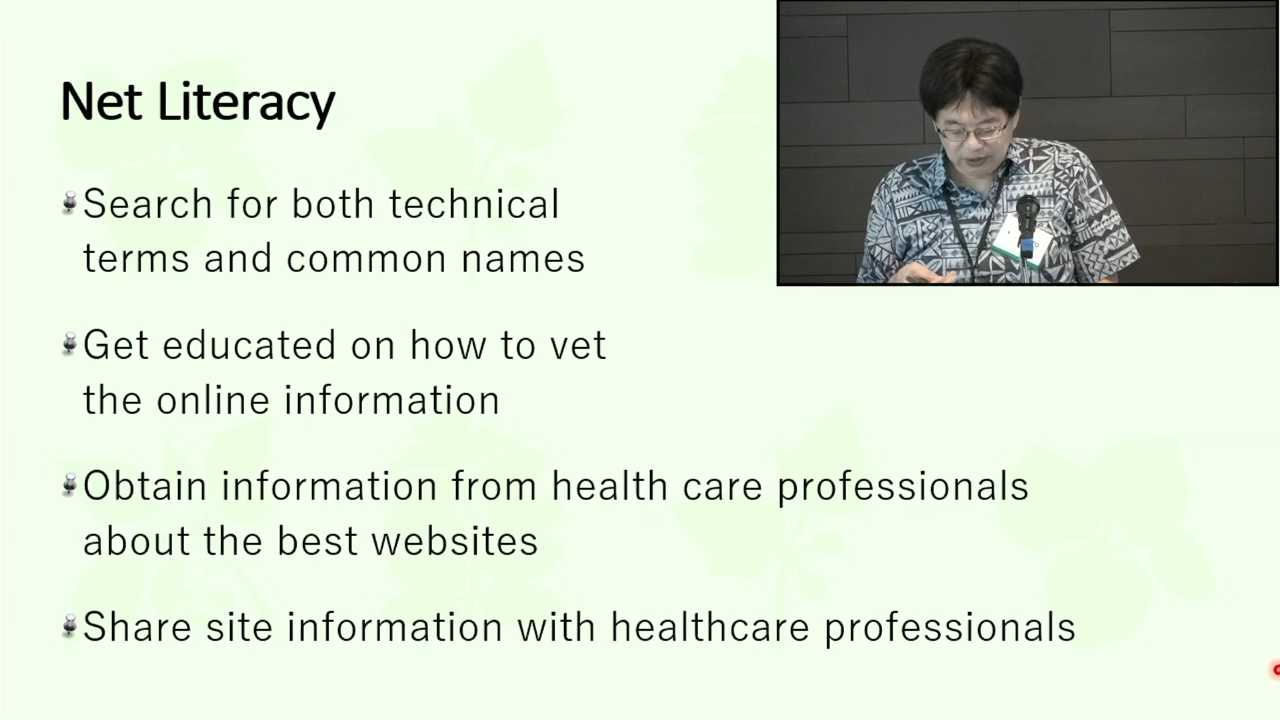 Net Literacy
Search for both technical
terms and common names
Get educated on how to vet
the online information
Obtain information from health care professionals
about the best websites
Share site information with healthcare professionals